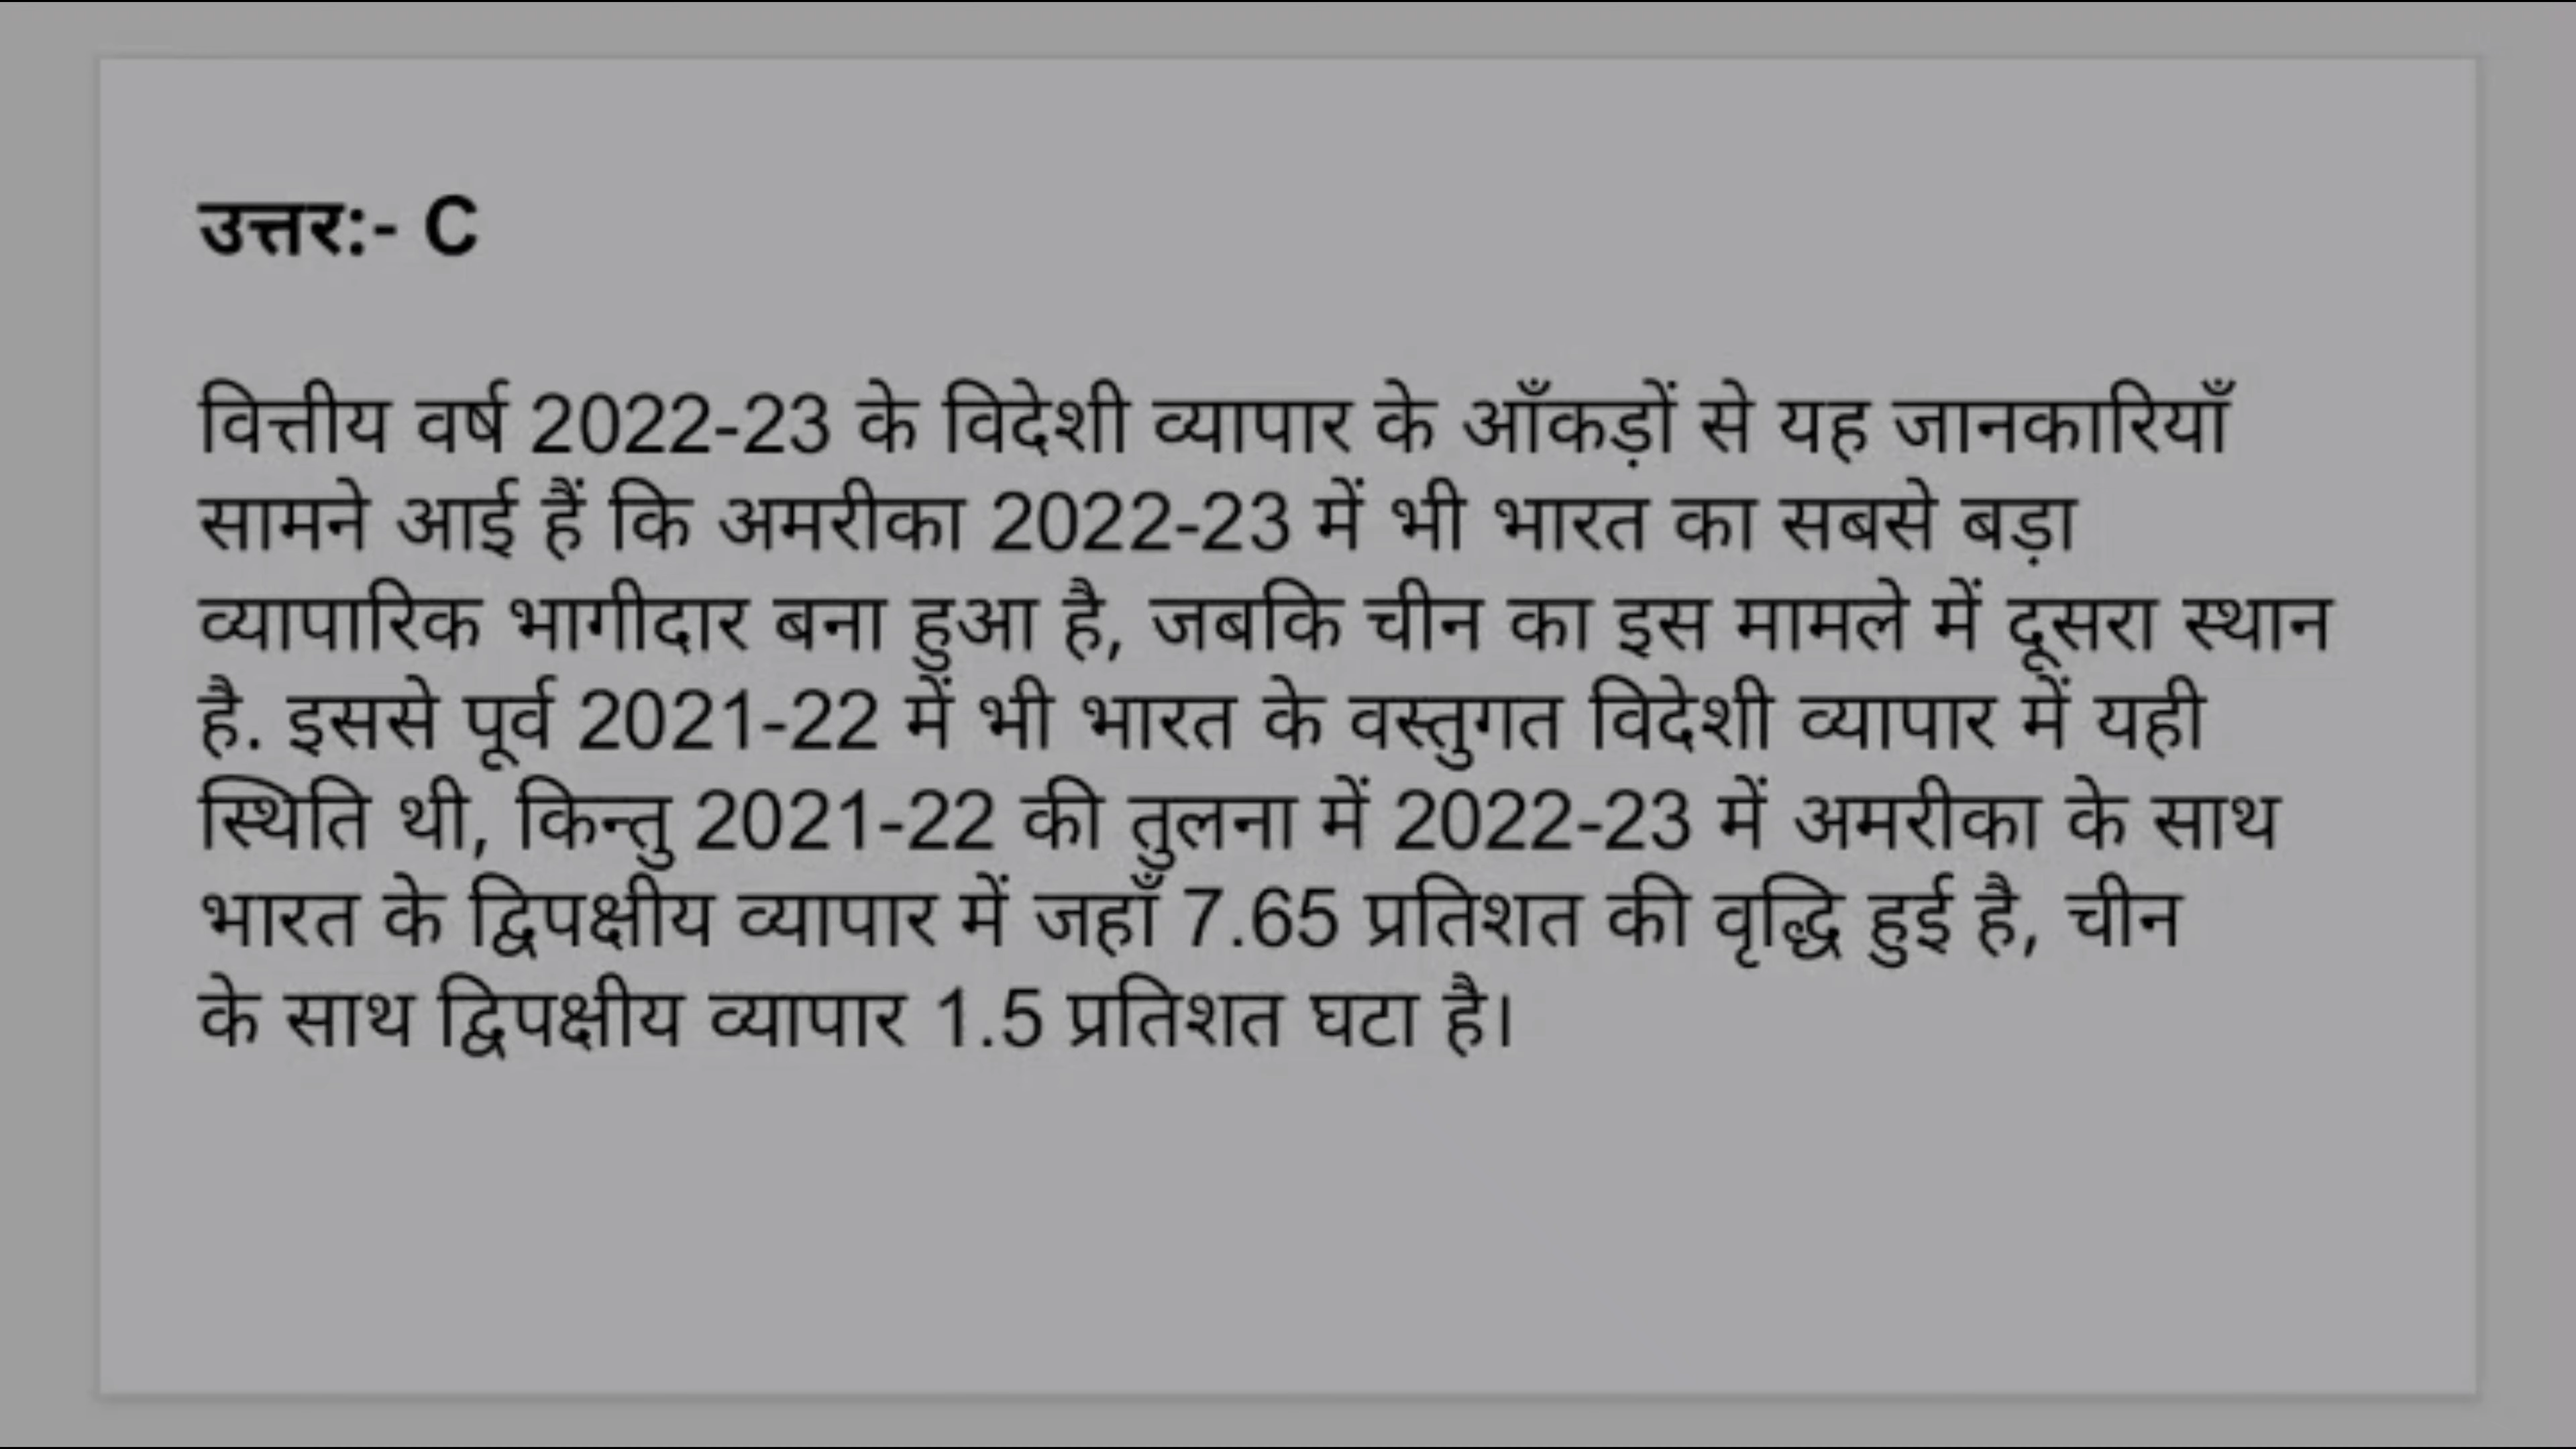 उत्तर:- C
वित्तीय वर्ष 2022-23 के विदेशी व्यापार के आँकड़ों से यह जानकारियाँ
सामने आई हैं कि अमरीका 2022-23 में भी भारत का सबसे बड़ा
व्यापारिक भागीदार बना हुआ है, जबकि चीन का इस मामले में दूसरा स्थान
है. इससे पूर्व 2021-22 में भी भारत के वस्तुगत विदेशी व्यापार में यही
स्थिति थी, किन्तु 2021-22 की तुलना में 2022-23 में अमरीका के साथ
भारत के द्विपक्षीय व्यापार में जहाँ 7.65 प्रतिशत की वृद्धि हुई है, चीन
के साथ द्विपक्षीय व्यापार 1.5 प्रतिशत घटा है।